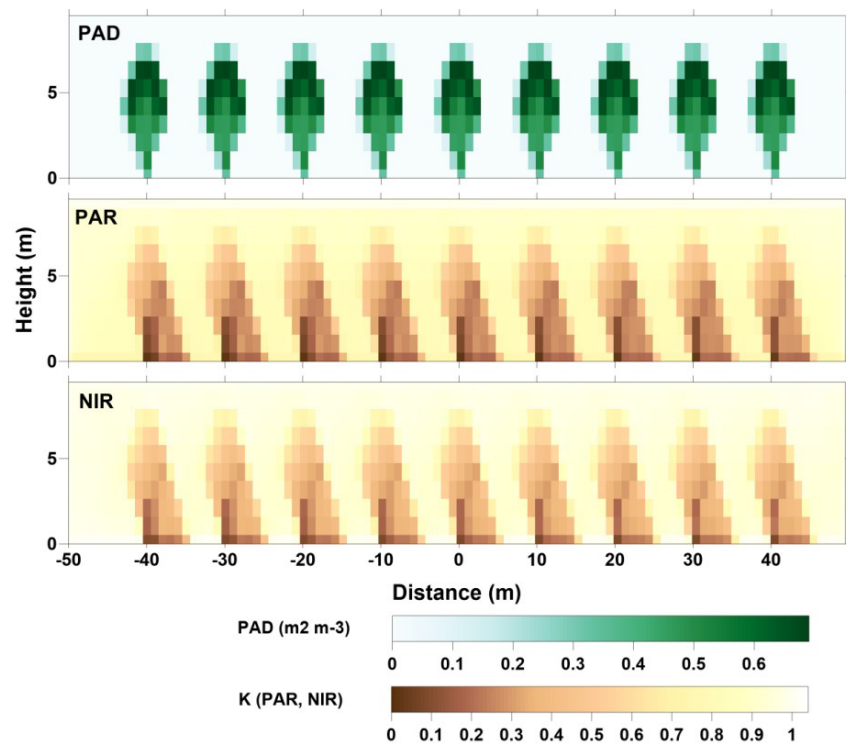 PAD
5
0
PAR
5
0
Height (m)
NIR
5
0
-50 -40 -30 -20 -10 0 10 20 30 40
Distance (m)
PAD (m2 m-3)
0 0.1 0.2 0.3 0.4 0.5 0.6
K (PAR, NIR)
0 0.1 0.2 0.3 0.4 0.5 0.6 0.7 0.8 0.9 1